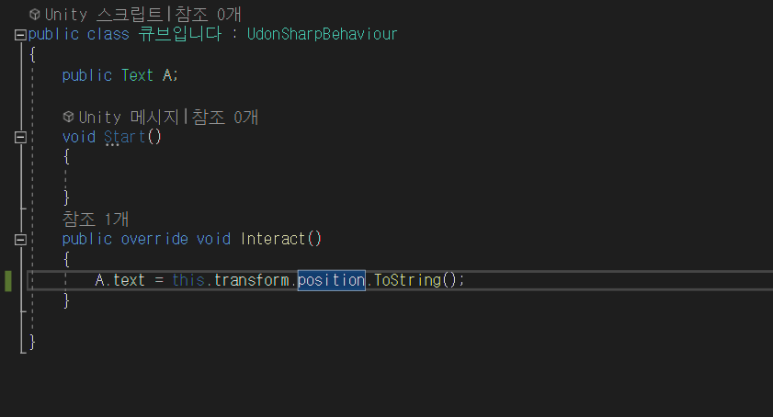 Unity 스크립트|참조 0개
public class 큐브입니다 : UdonSharpBehaviour
{
public Text A;
Unity 메시지|참조 0개
void Start()
{
}
참조 1개
public override void Interact()
{
A.text = this.transform.position.ToString();
}
}